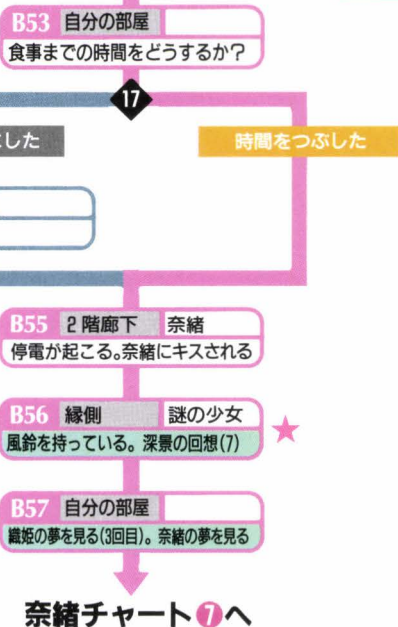 B53 自分の部屋
食事までの時間をどうするか?
17
した 時間をつぶした
B55 2階廊下 奈緒
停電が起こる。奈緒にキスされる
B56 縁側 謎の少女
★
風鈴を持っている。深景の回想(7)
B57 自分の部屋
織姫の夢を見る(3回目)。奈緒の夢を見る
奈緒チャート❼へ